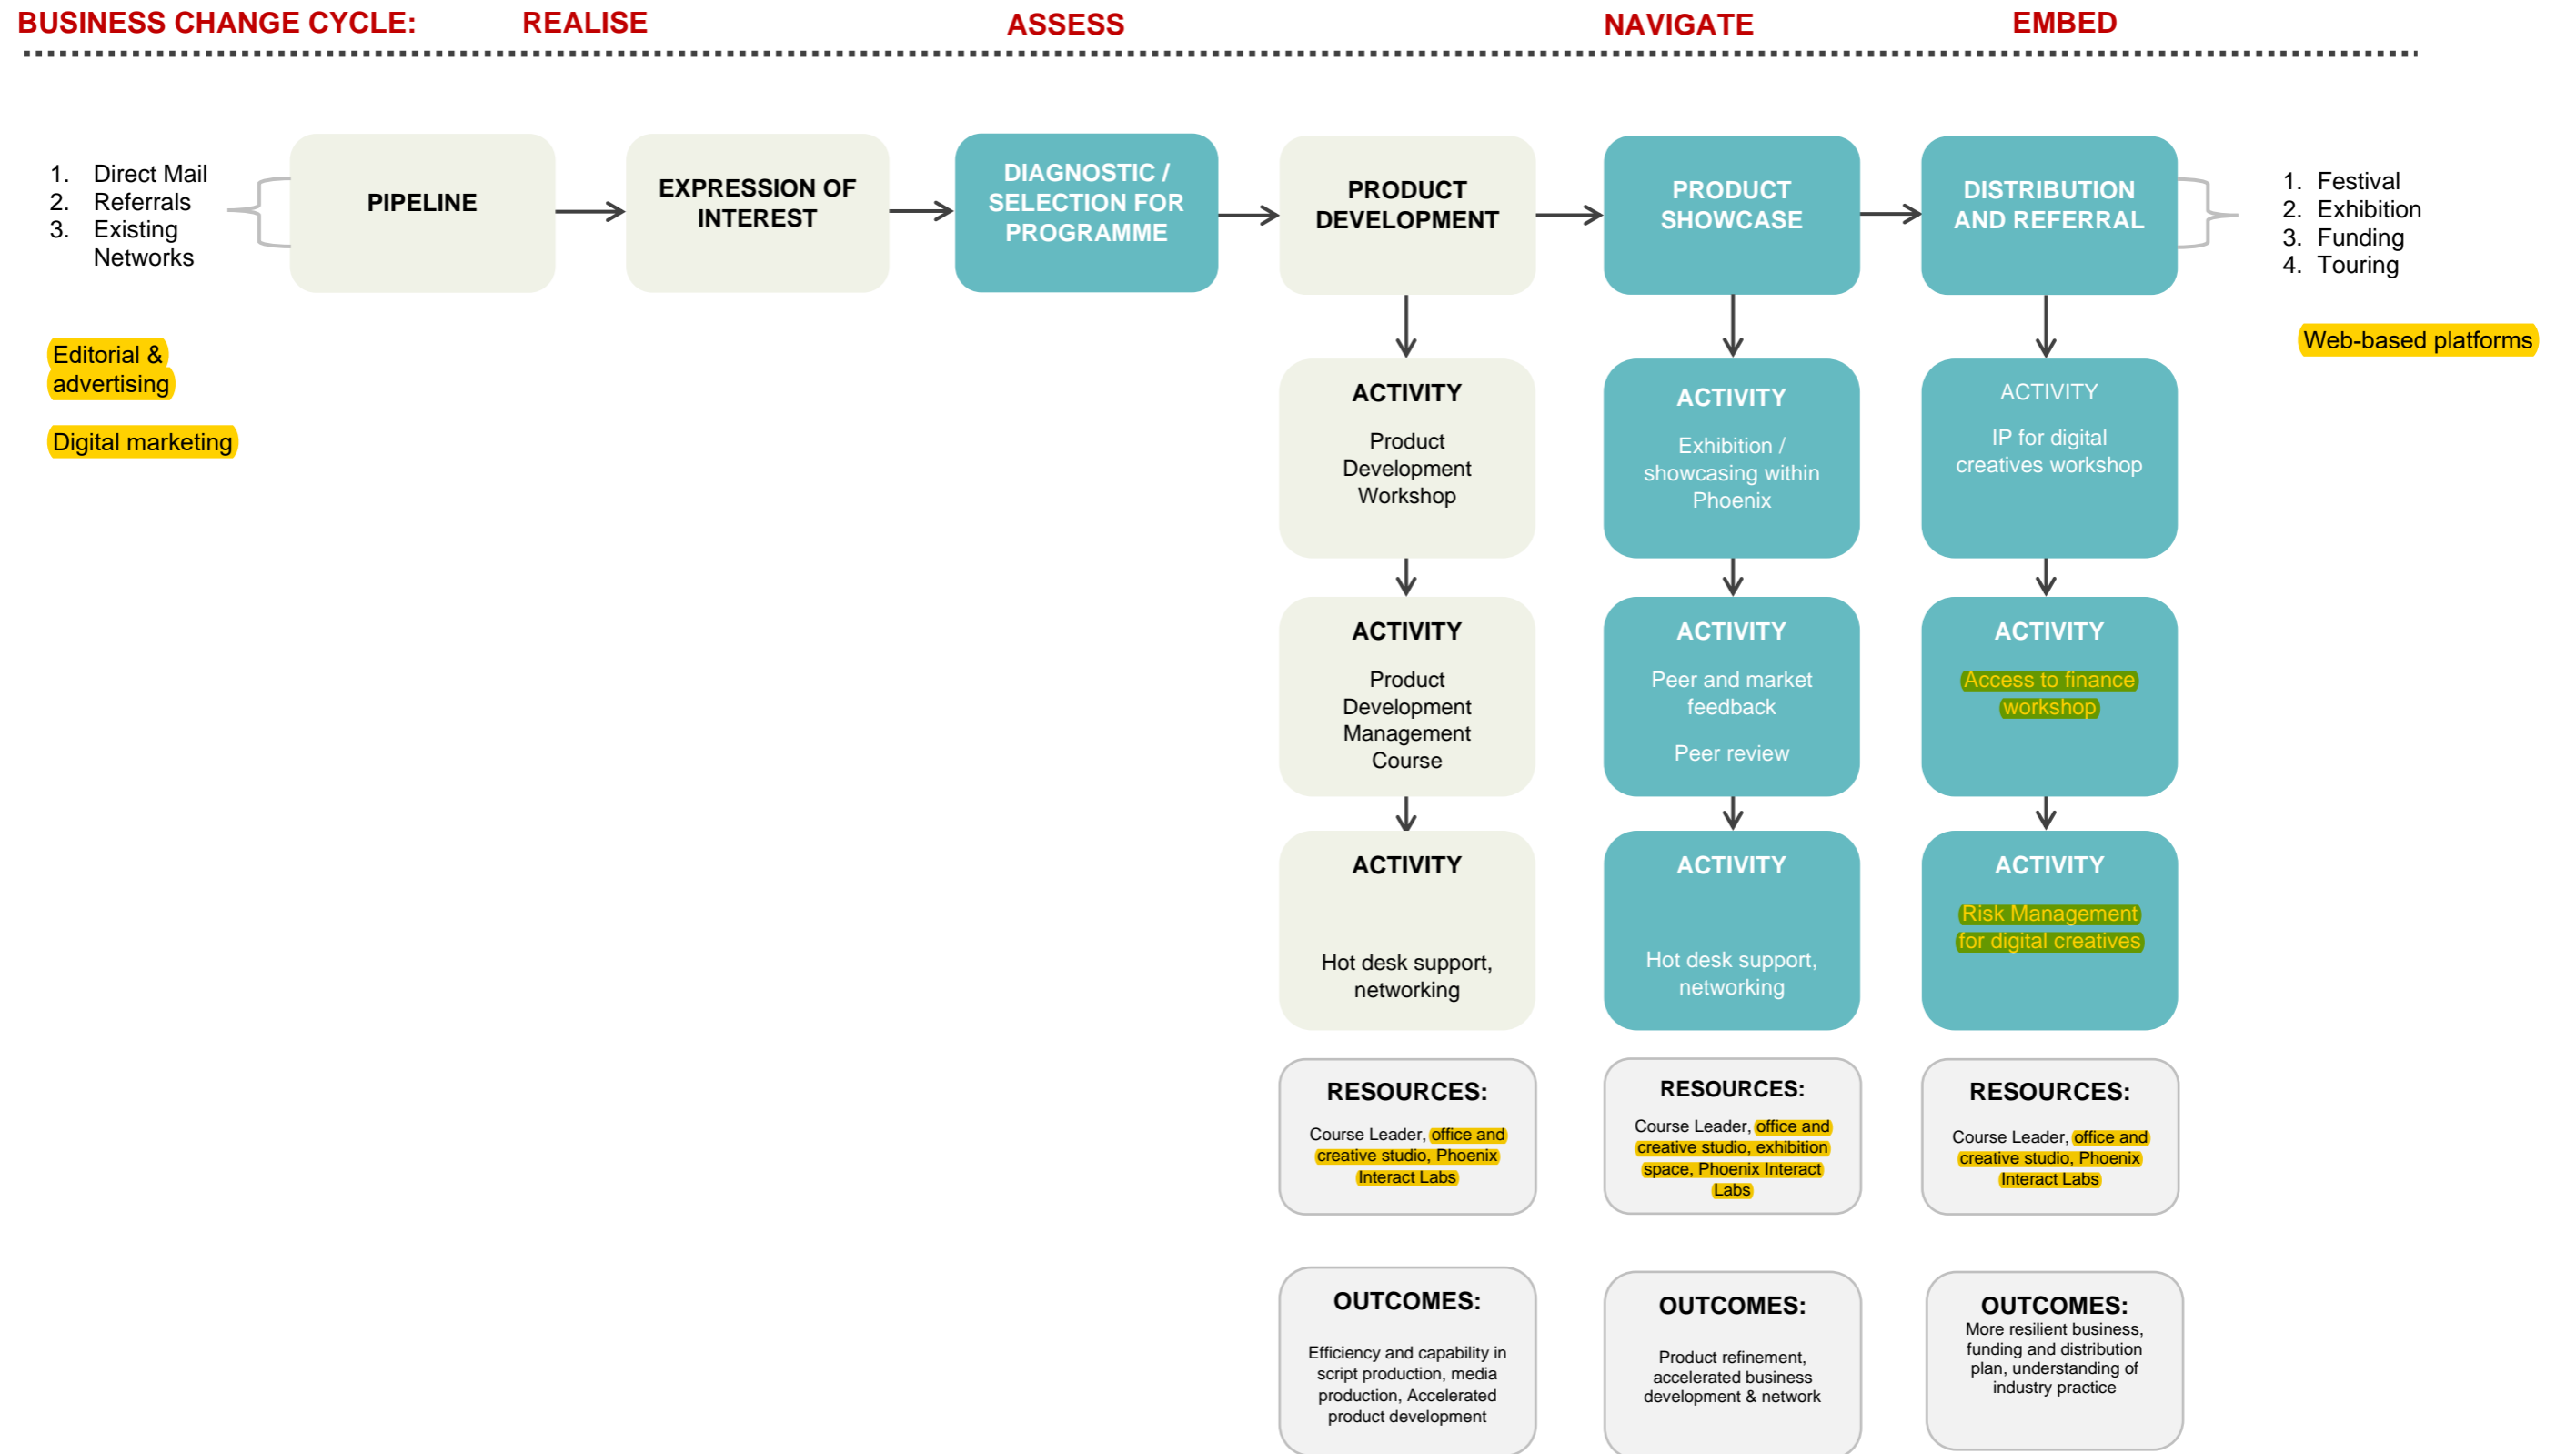 BUSINESS CHANGE CYCLE: REALISE ASSESS NAVIGATE EMBED
1. Direct Mail
2. Referrals
3. Existing
Networks
PIPELINE
EXPRESSION OF
INTEREST
DIAGNOSTIC /
SELECTION FOR
PROGRAMME
PRODUCT
DEVELOPMENT
PRODUCT
SHOWCASE
DISTRIBUTION
AND REFERRAL
1. Festival
2. Exhibition
3. Funding
4. Touring
Editorial &
advertising
Digital marketing
Web-based platforms
ACTIVITY
Product
Development
Workshop
ACTIVITY
Exhibition /
showcasing within
Phoenix
ACTIVITY
IP for digital
creatives workshop
ACTIVITY
Product
Development
Management
Course
ACTIVITY
Peer and market
feedback
Peer review
ACTIVITY
Access to finance
workshop
ACTIVITY
Hot desk support,
networking
ACTIVITY
Hot desk support,
networking
ACTIVITY
Risk Management
for digital creatives
RESOURCES:
Course Leader, office and
creative studio, Phoenix
Interact Labs
RESOURCES:
Course Leader, office and
creative studio, exhibition
space, Phoenix Interact
Labs
RESOURCES:
Course Leader, office and
creative studio, Phoenix
Interact Labs
OUTCOMES:
Efficiency and capability in
script production, media
production, Accelerated
product development
OUTCOMES:
Product refinement,
accelerated business
development & network
OUTCOMES:
More resilient business,
funding and distribution
plan, understanding of
industry practice